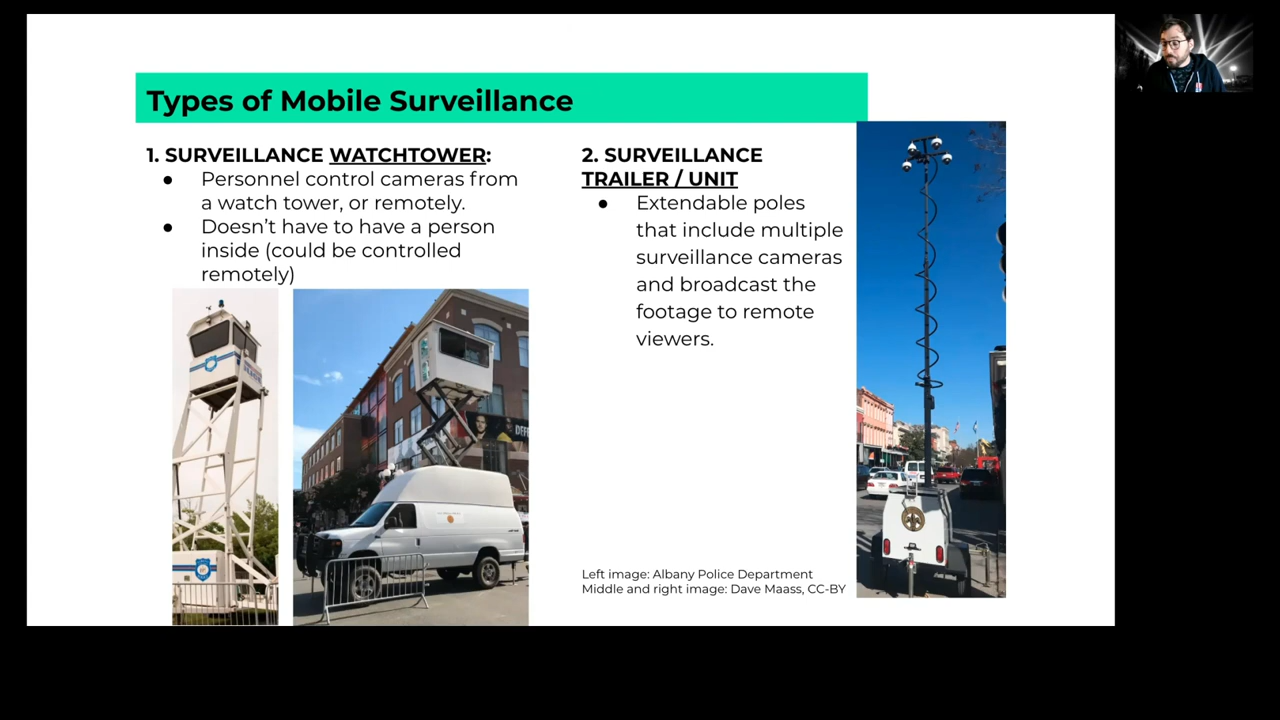 Types of Mobile Surveillance
1. SURVEILLANCE WATCHTOWER:
● Personnel control cameras from
a watch tower, or remotely.
● Doesn’t have to have a person
inside (could be controlled
remotely)
2. SURVEILLANCE
TRAILER / UNIT
● Extendable poles
that include multiple
surveillance cameras
and broadcast the
footage to remote
viewers.
Left image: Albany Police Department
Middle and right image: Dave Maass, CC-BY